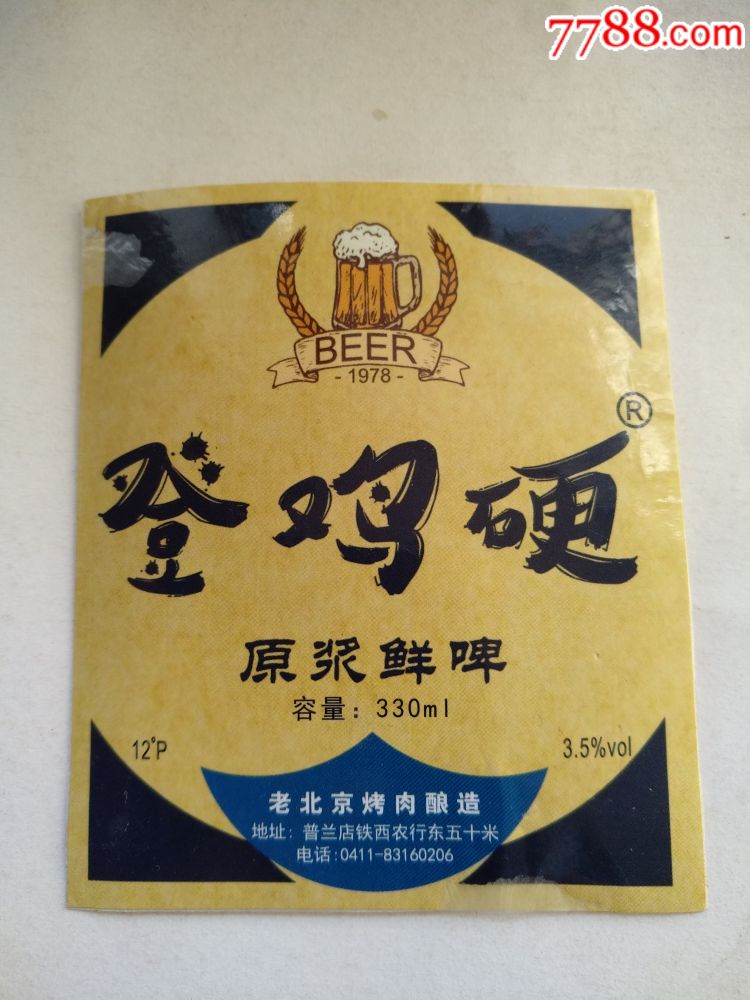 7788.com
BEER
- 1978 -
®
登鸡硬
原浆鲜啤
容量：330ml
12°P
3.5%vol
老北京烤肉酿造
地址：普兰店铁西农行东五十米
电话:0411-83160206